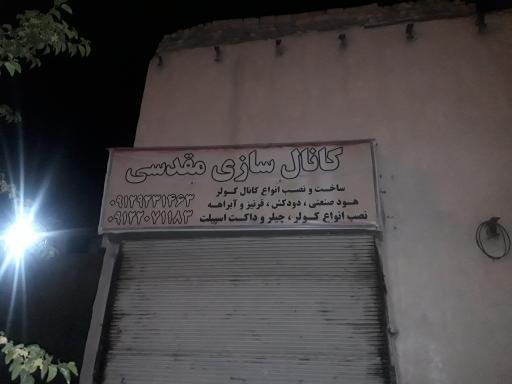 کانال سازی مقدسی
ساخت و نصب انواع کانال کولر
هود صنعتی ، دودکش ، قرنیز و آبراهه
نصب انواع کولر ، چیلر و داکت اسپیلت
۰۹۱۲۹۲۳۱۴۶۳
۰۹۱۲۲۰۷۱۱۸۳